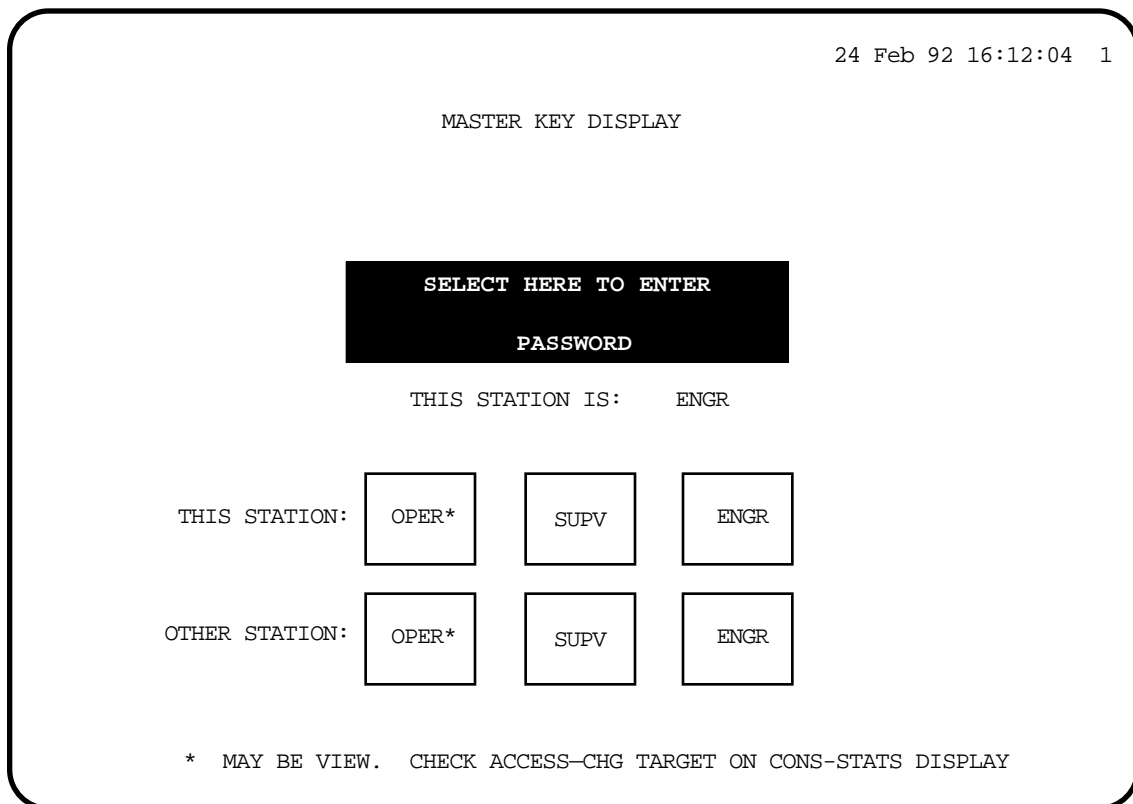 24 Feb 92 16:12:04 1
MASTER KEY DISPLAY
SELECT HERE TO ENTER
PASSWORD
THIS STATION IS: ENGR
THIS STATION: OPER* SUPV ENGR
OTHER STATION: OPER* SUPV ENGR
* MAY BE VIEW. CHECK ACCESS—CHG TARGET ON CONS-STATS DISPLAY